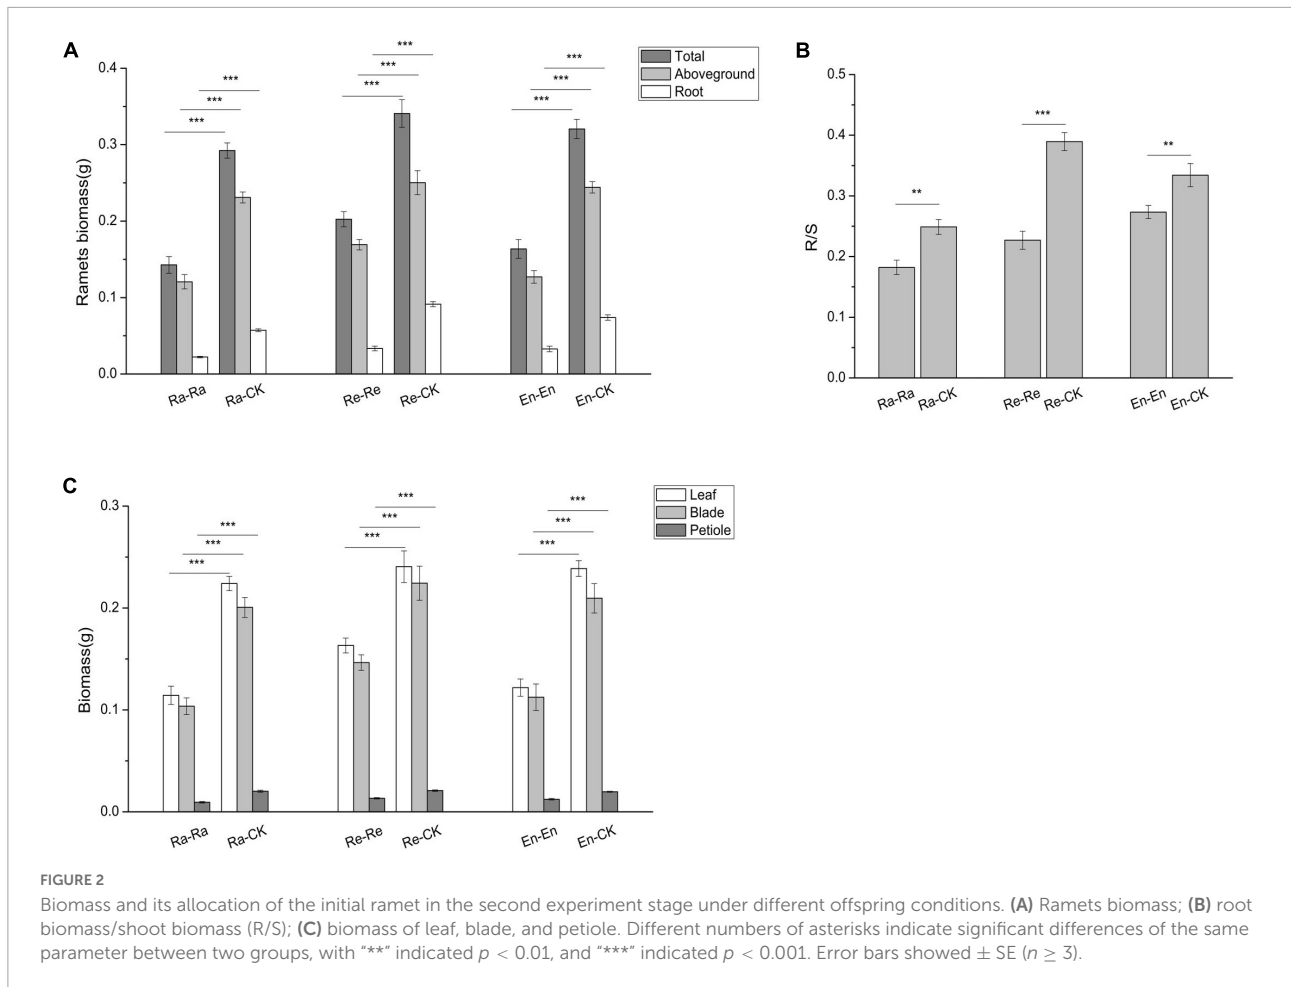 A
Total
Aboveground
Root
*** *** ***
*** *** ***
*** *** ***
Ramets biomass(g)
0.4
0.3
0.2
0.1
0.0
Ra-Ra Ra-CK Re-Re Re-CK En-En En-CK
B
R/S
0.5
0.4
0.3
0.2
0.1
0.0
** *** **
Ra-Ra Ra-CK Re-Re Re-CK En-En En-CK
C
Leaf
Blade
Petiole
*** *** ***
*** *** ***
*** *** ***
Biomass(g)
0.3
0.2
0.1
0.0
Ra-Ra Ra-CK Re-Re Re-CK En-En En-CK
FIGURE 2
Biomass and its allocation of the initial ramet in the second experiment stage under different offspring conditions. (A) Ramets biomass; (B) root
biomass/shoot biomass (R/S); (C) biomass of leaf, blade, and petiole. Different numbers of asterisks indicate significant differences of the same
parameter between two groups, with “**” indicated p < 0.01, and “***” indicated p < 0.001. Error bars showed ± SE (n ≥ 3).